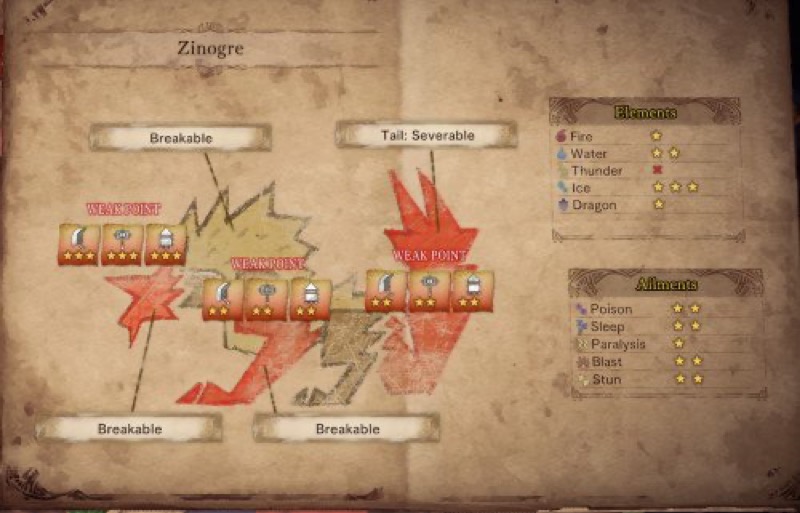 Zinogre
Breakable
Tail: Severable
WEAK POINT
WEAK POINT
WEAK POINT
Breakable
Breakable
Elements
Fire
Water
Thunder
Ice
Dragon
Ailments
Poison
Sleep
Paralysis
Blast
Stun